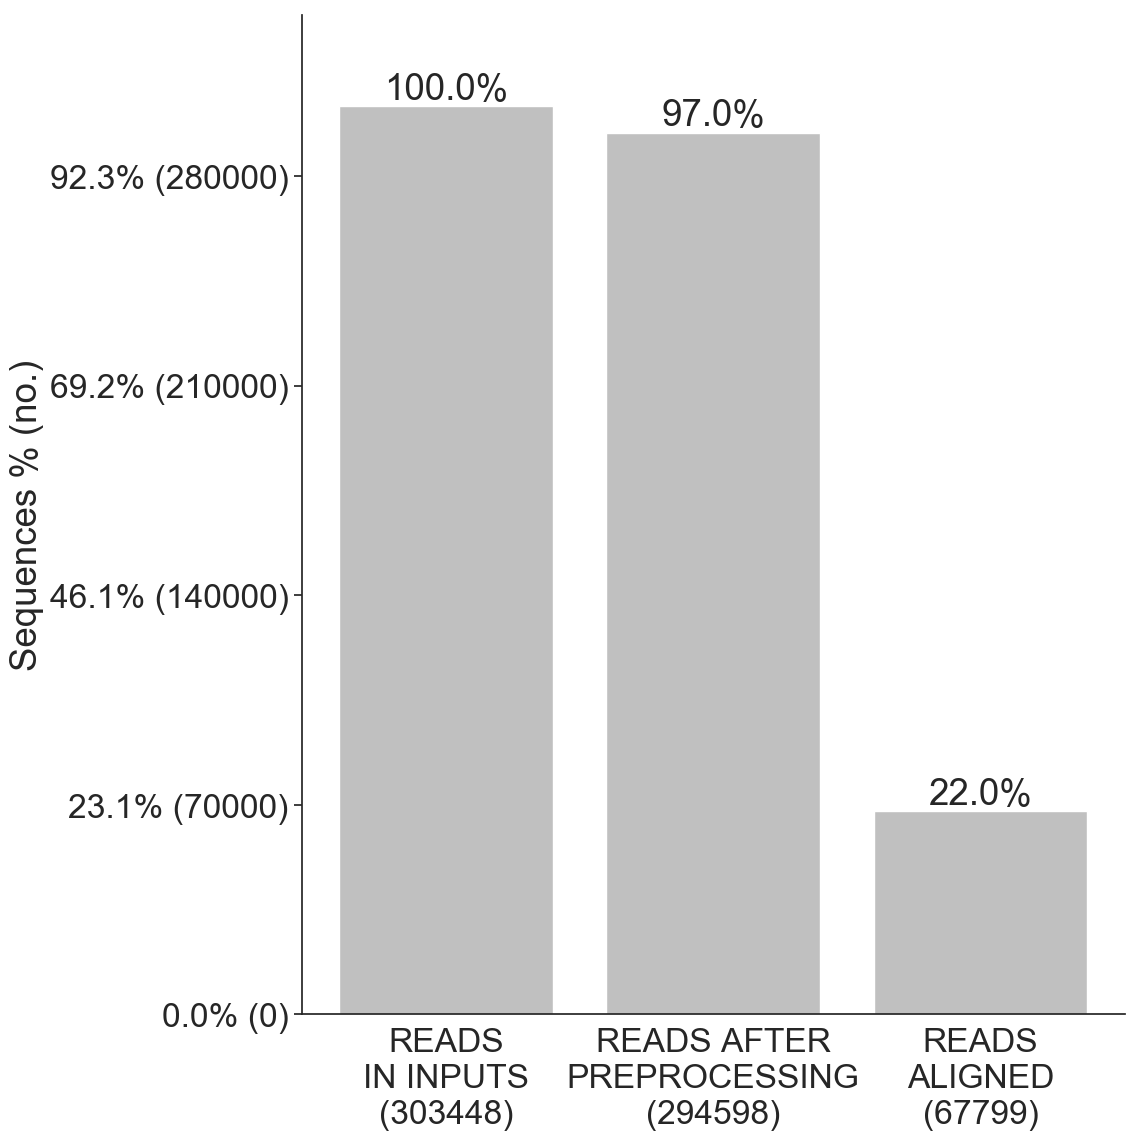 100.0%
97.0%
92.3% (280000)
69.2% (210000)
Sequences % (no.)
46.1% (140000)
23.1% (70000)
22.0%
0.0% (0)
READS
IN INPUTS
(303448)
READS AFTER
PREPROCESSING
(294598)
READS
ALIGNED
(67799)